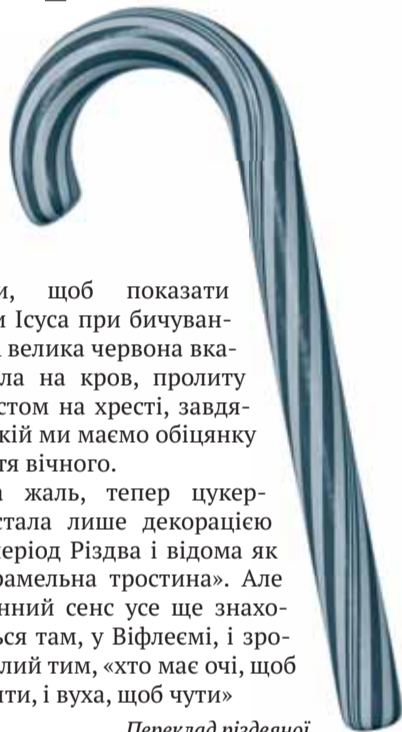 и, щоб показати
и Ісуса при бичуван-
велика червона вка-
ла на кров, пролиту
стом на хресті, завдя-
кій ми маємо обіцянку
тя вічного.
жаль, тепер цукер-
стала лише декорацією
еріод Різдва і відома як
рамельна тростина». Але
нний сенс усе ще знахо-
ься там, у Віфлеємі, і зро-
лий тим, «хто має очі, щоб
ити, і вуха, щоб чути»
Переклад різдвяної